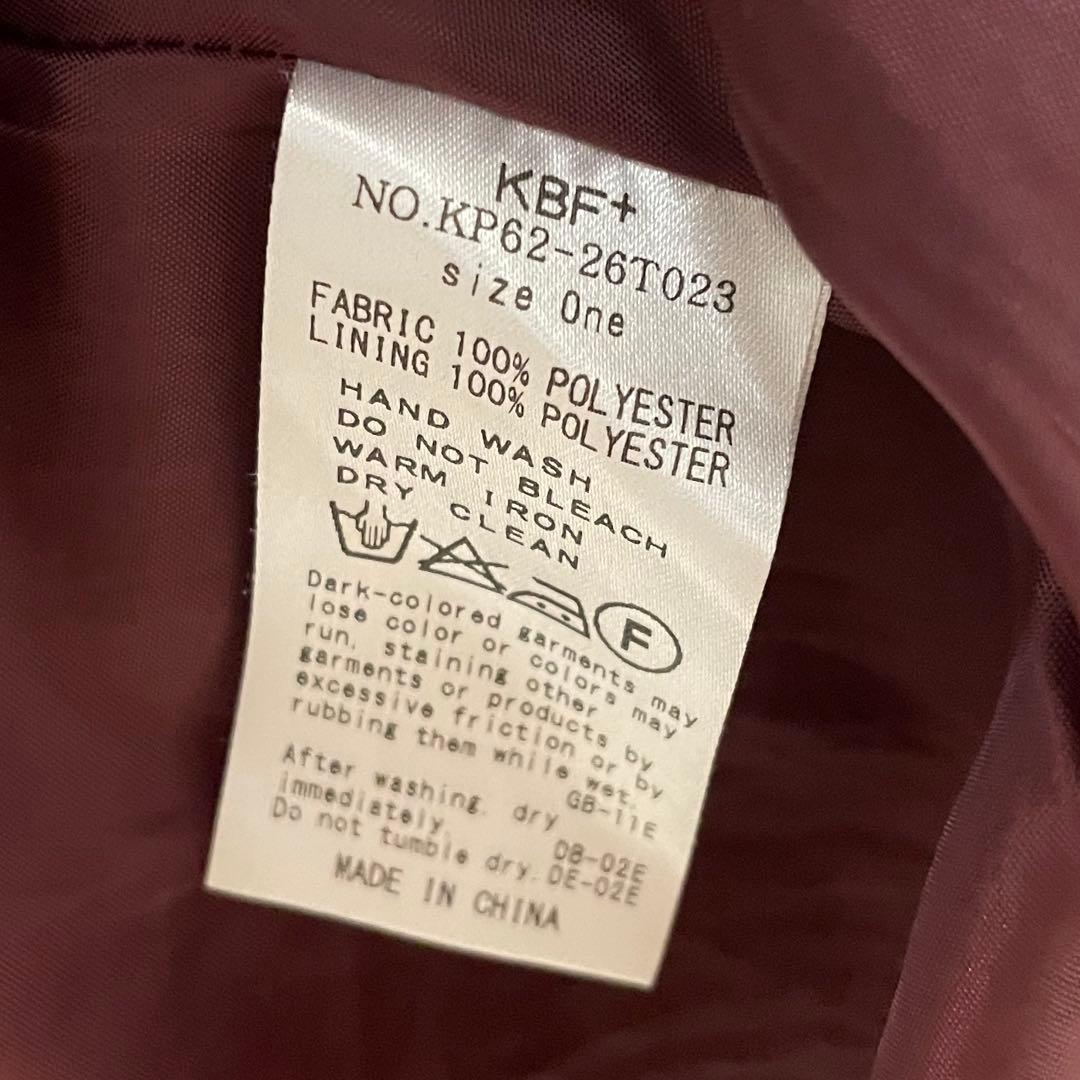 KBF+
NO.KP62-26T023
size One
FABRIC 100% POLYESTER
LINING 100% POLYESTER
HAND WASH
DO NOT BLEACH
WARM IRON
DRY CLEAN
F
Dark-colored garments may
lose color or colors may
run, staining other
garments or products by
excessive friction or by
rubbing them while wet.
GB-11E
After washing, dry
immediately.
DB-02E
Do not tumble dry. DE-02E
MADE IN CHINA